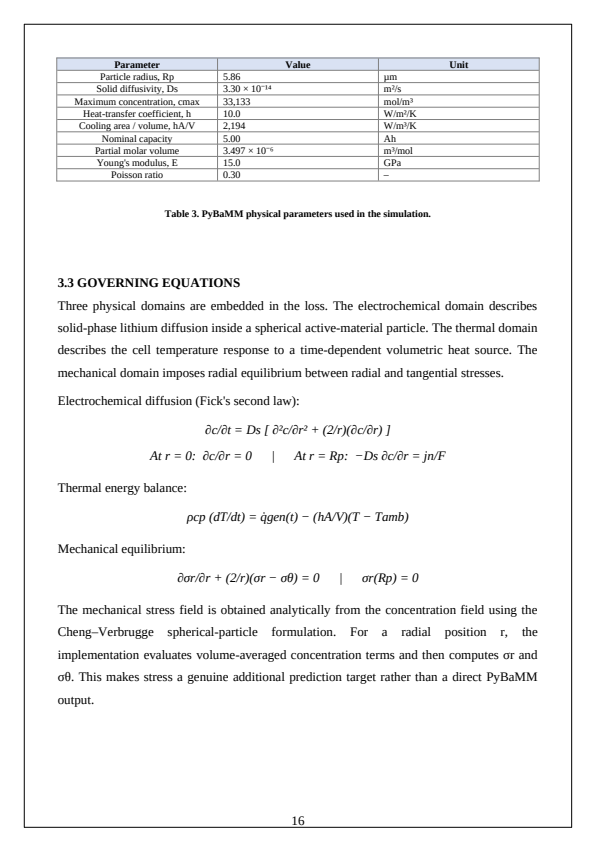 Parameter Value Unit
Particle radius, Rp 5.86 µm
Solid diffusivity, Ds 3.30 × 10⁻¹⁴ m²/s
Maximum concentration, cmax 33,133 mol/m³
Heat-transfer coefficient, h 10.0 W/m²/K
Cooling area / volume, hA/V 2,194 W/m³/K
Nominal capacity 5.00 Ah
Partial molar volume 3.497 × 10⁻⁶ m³/mol
Young's modulus, E 15.0 GPa
Poisson ratio 0.30 –
Table 3. PyBaMM physical parameters used in the simulation.
3.3 GOVERNING EQUATIONS
Three physical domains are embedded in the loss. The electrochemical domain describes
solid-phase lithium diffusion inside a spherical active-material particle. The thermal domain
describes the cell temperature response to a time-dependent volumetric heat source. The
mechanical domain imposes radial equilibrium between radial and tangential stresses.
Electrochemical diffusion (Fick's second law):
∂c/∂t = Ds [ ∂²c/∂r² + (2/r)(∂c/∂r) ]
At r = 0: ∂c/∂r = 0 | At r = Rp: −Ds ∂c/∂r = jn/F
Thermal energy balance:
ρcp (dT/dt) = q̇gen(t) − (hA/V)(T − Tamb)
Mechanical equilibrium:
∂σr/∂r + (2/r)(σr − σθ) = 0 | σr(Rp) = 0
The mechanical stress field is obtained analytically from the concentration field using the
Cheng–Verbrugge spherical-particle formulation. For a radial position r, the
implementation evaluates volume-averaged concentration terms and then computes σr and
σθ. This makes stress a genuine additional prediction target rather than a direct PyBaMM
output.
16